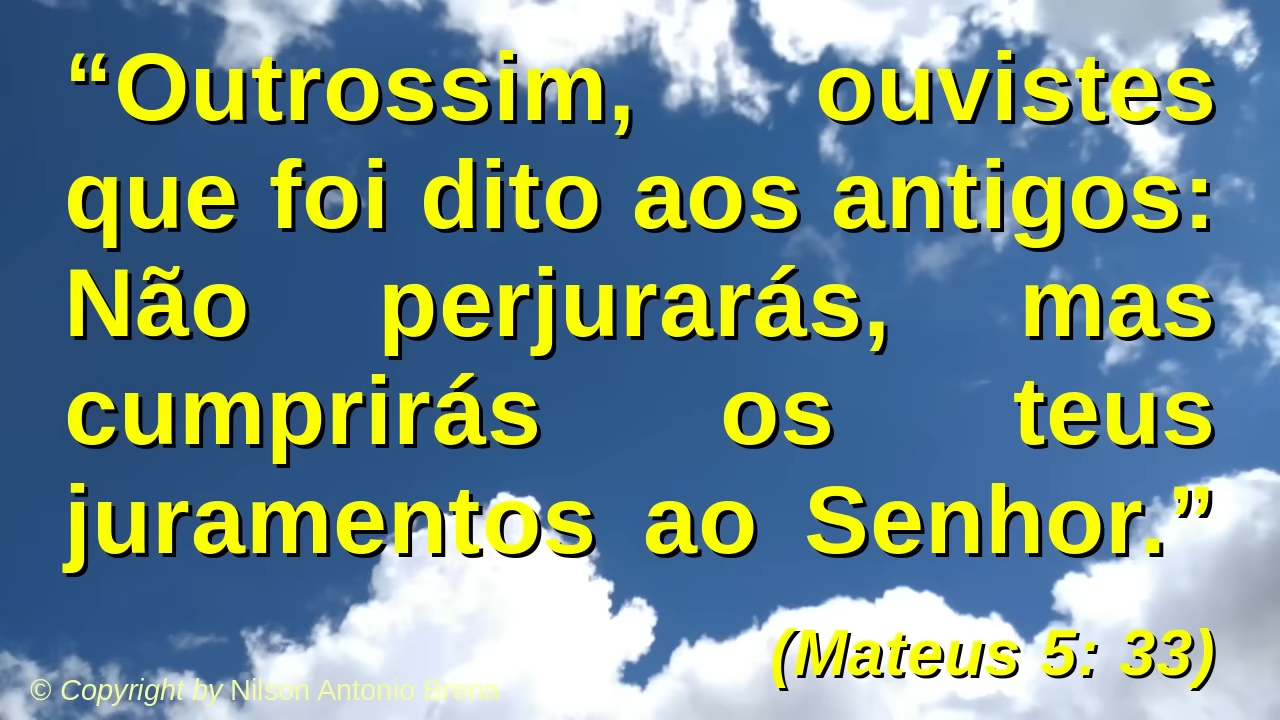 “Outrossim, ouvistes
que foi dito aos antigos:
Não perjurarás, mas
cumprirás os teus
juramentos ao Senhor.”
(Mateus 5: 33)
© Copyright by Nilson Antonio Brena